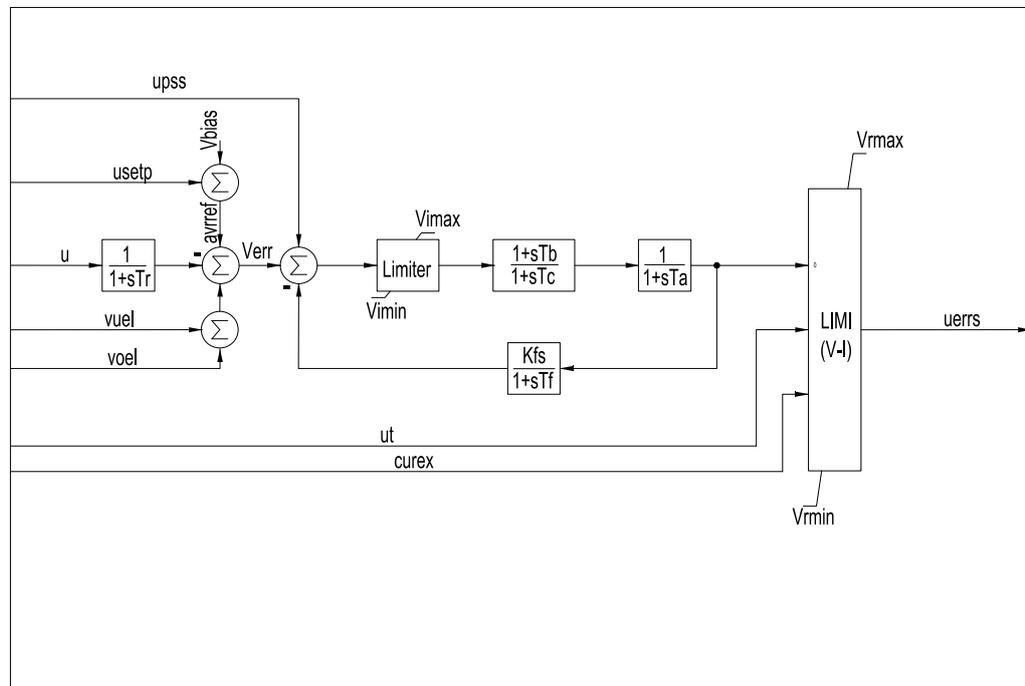 upss
Vbias
usetp
Σ
avrref
u
1
1+sTr
Σ
Verr
Σ
Vimax
Limiter
Vimin
1+sTb
1+sTc
1
1+sTa
Vrmax
LIMI
(V-I)
uerrs
vuel
Σ
voel
Kfs
1+sTf
ut
curex
Vrmin